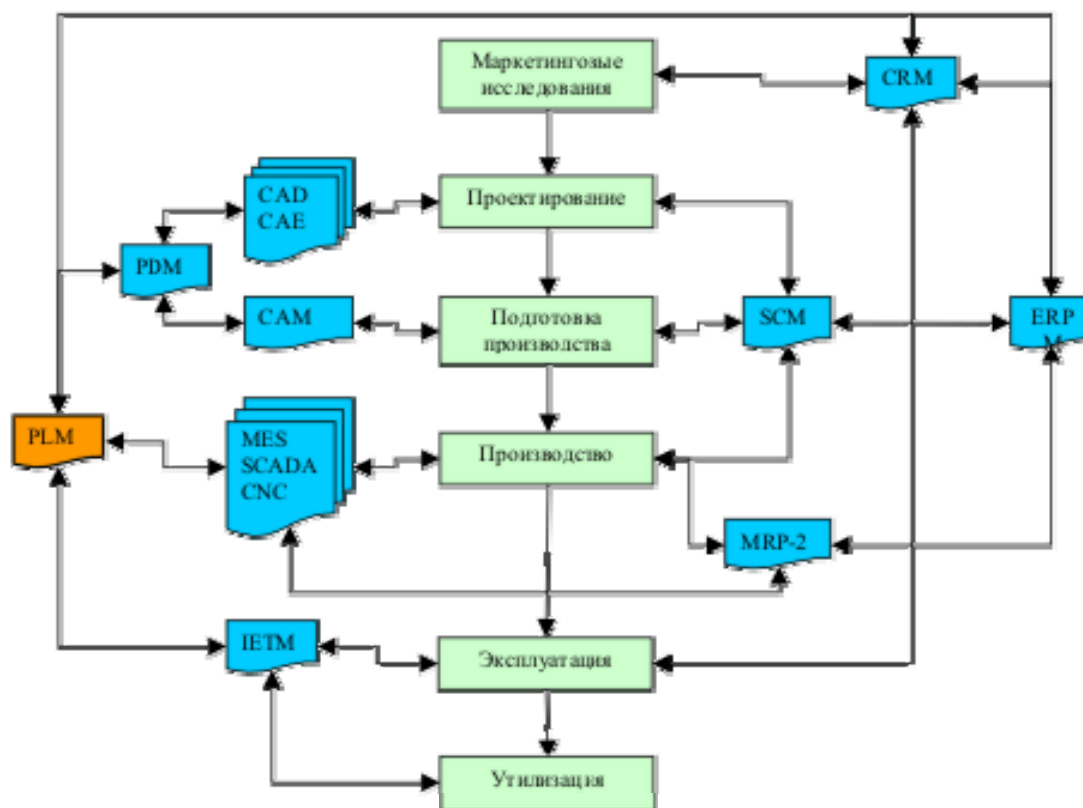 Маркетинговые
исследования
CRM
CAD
CAE
Проектирование
PDM
CAM
Подготовка
производства
SCM
ERP
M
PLM
MES
SCADA
CNC
Производство
MRP-2
IETM
Эксплуатация
Утилизация